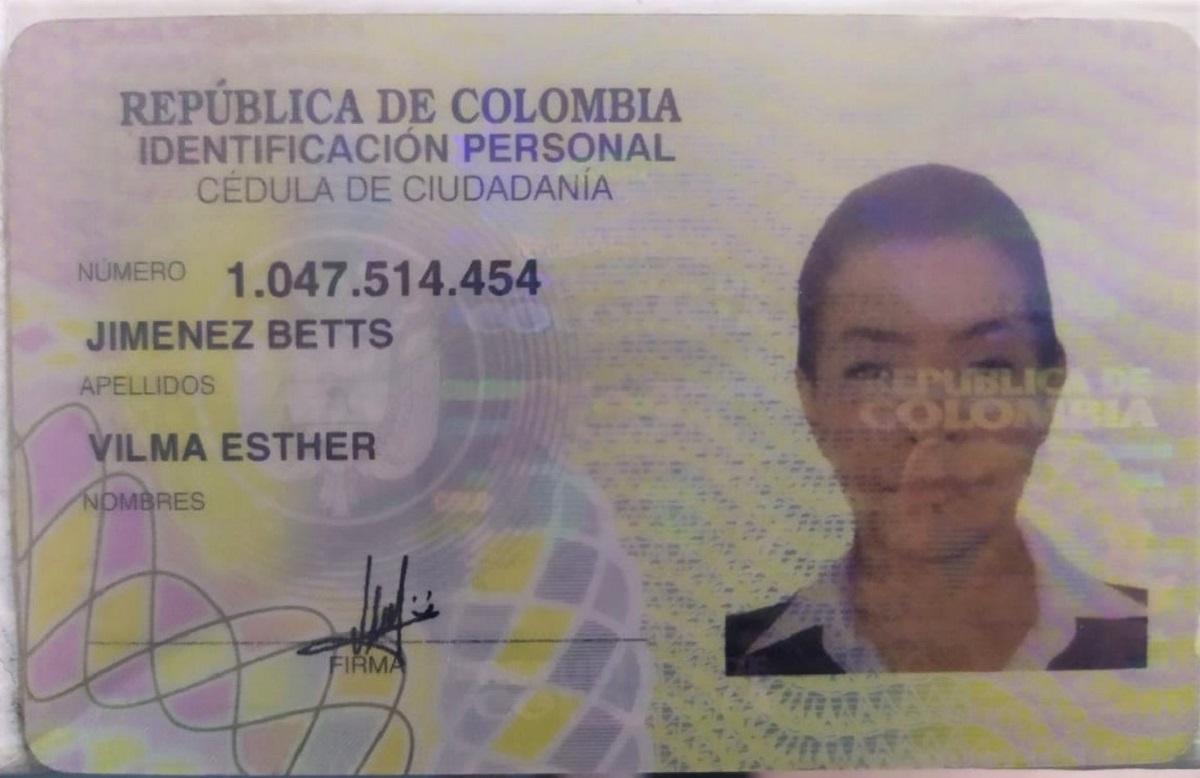 REPÚBLICA DE COLOMBIA
IDENTIFICACIÓN PERSONAL
CÉDULA DE CIUDADANÍA
NÚMERO 1.047.514.454
JIMENEZ BETTS
APELLIDOS
VILMA ESTHER
NOMBRES
FIRMA
REPUBLICA DE
COLOMBIA